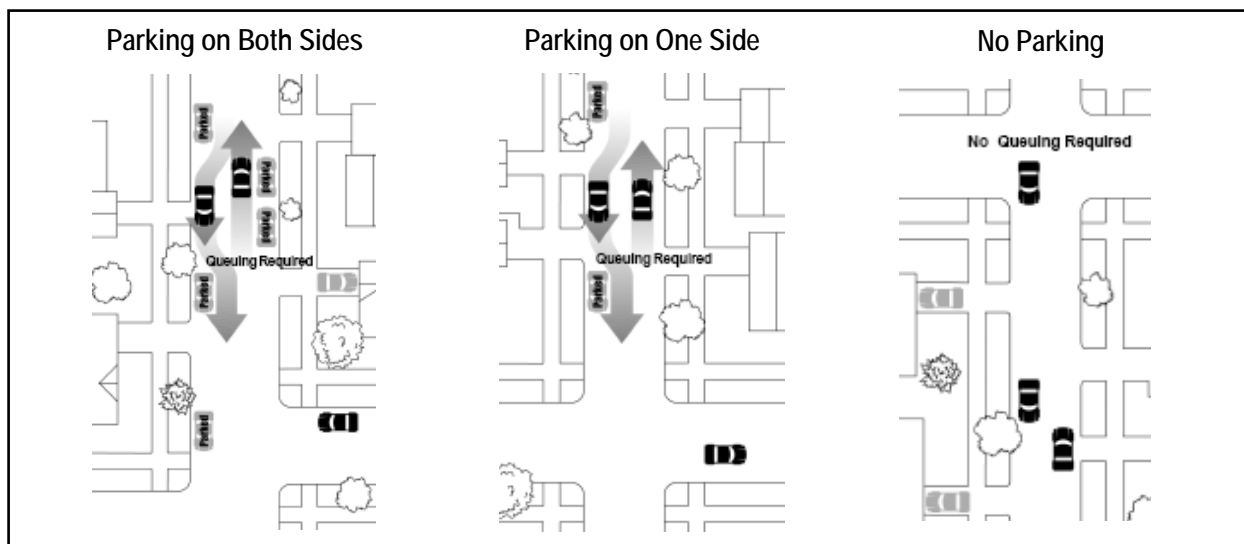 Parking on Both Sides
Parked
Parked
Parked
Queuing Required
Parked
Parked
Parking on One Side
Parked
Queuing Required
Parked
No Parking
No Queuing Required